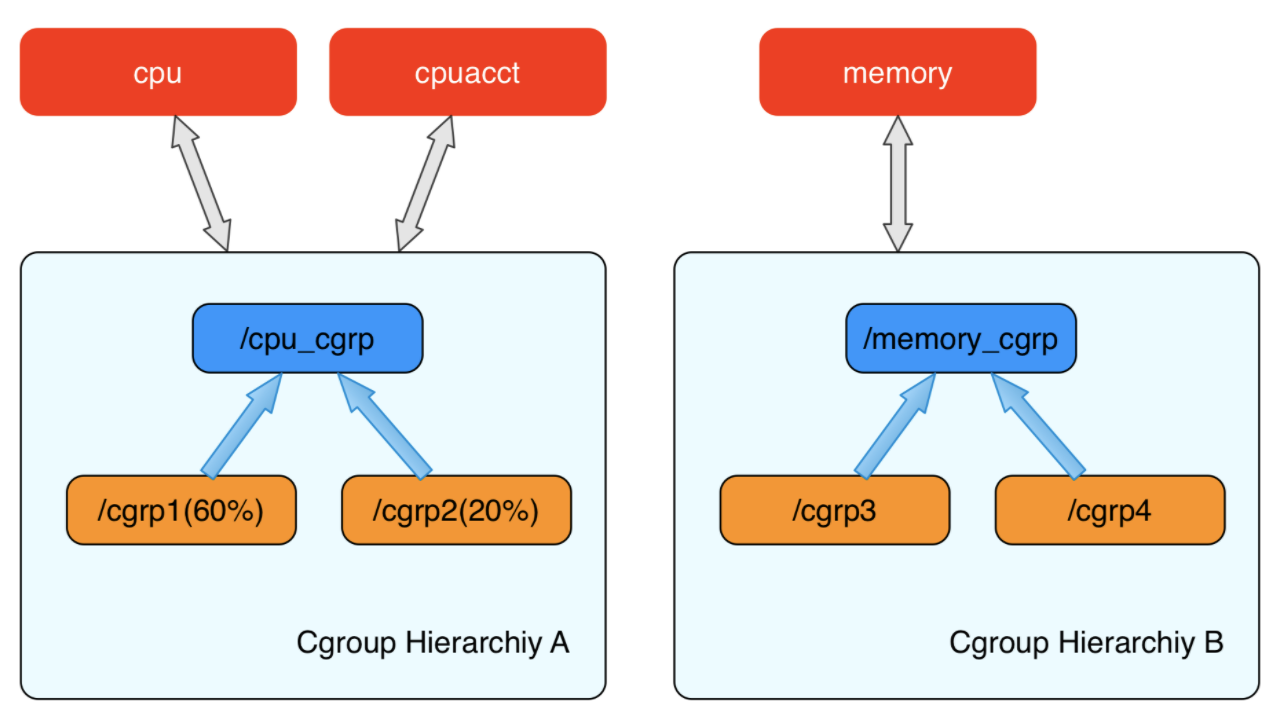 cpu
cpuacct
memory
/cpu_cgrp
/memory_cgrp
/cgrp1(60%)
/cgrp2(20%)
/cgrp3
/cgrp4
Cgroup Hierarchiy A
Cgroup Hierarchiy B